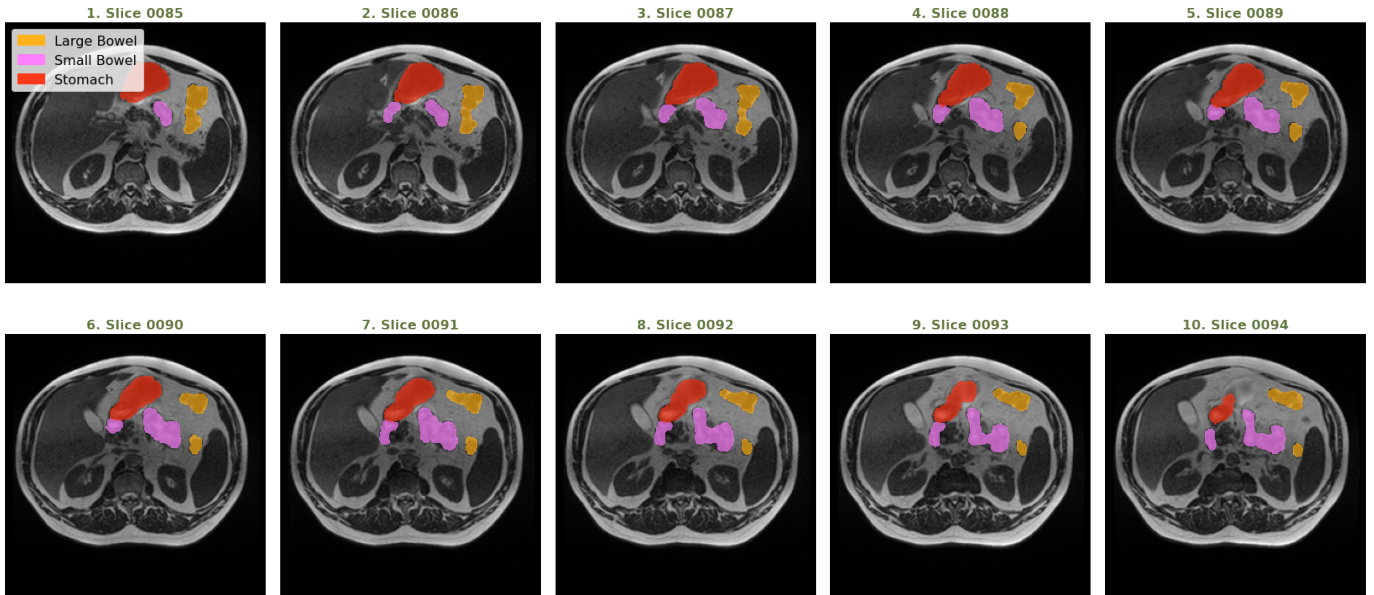 1. Slice 0085
2. Slice 0086
3. Slice 0087
4. Slice 0088
5. Slice 0089
Large Bowel
Small Bowel
Stomach
6. Slice 0090
7. Slice 0091
8. Slice 0092
9. Slice 0093
10. Slice 0094